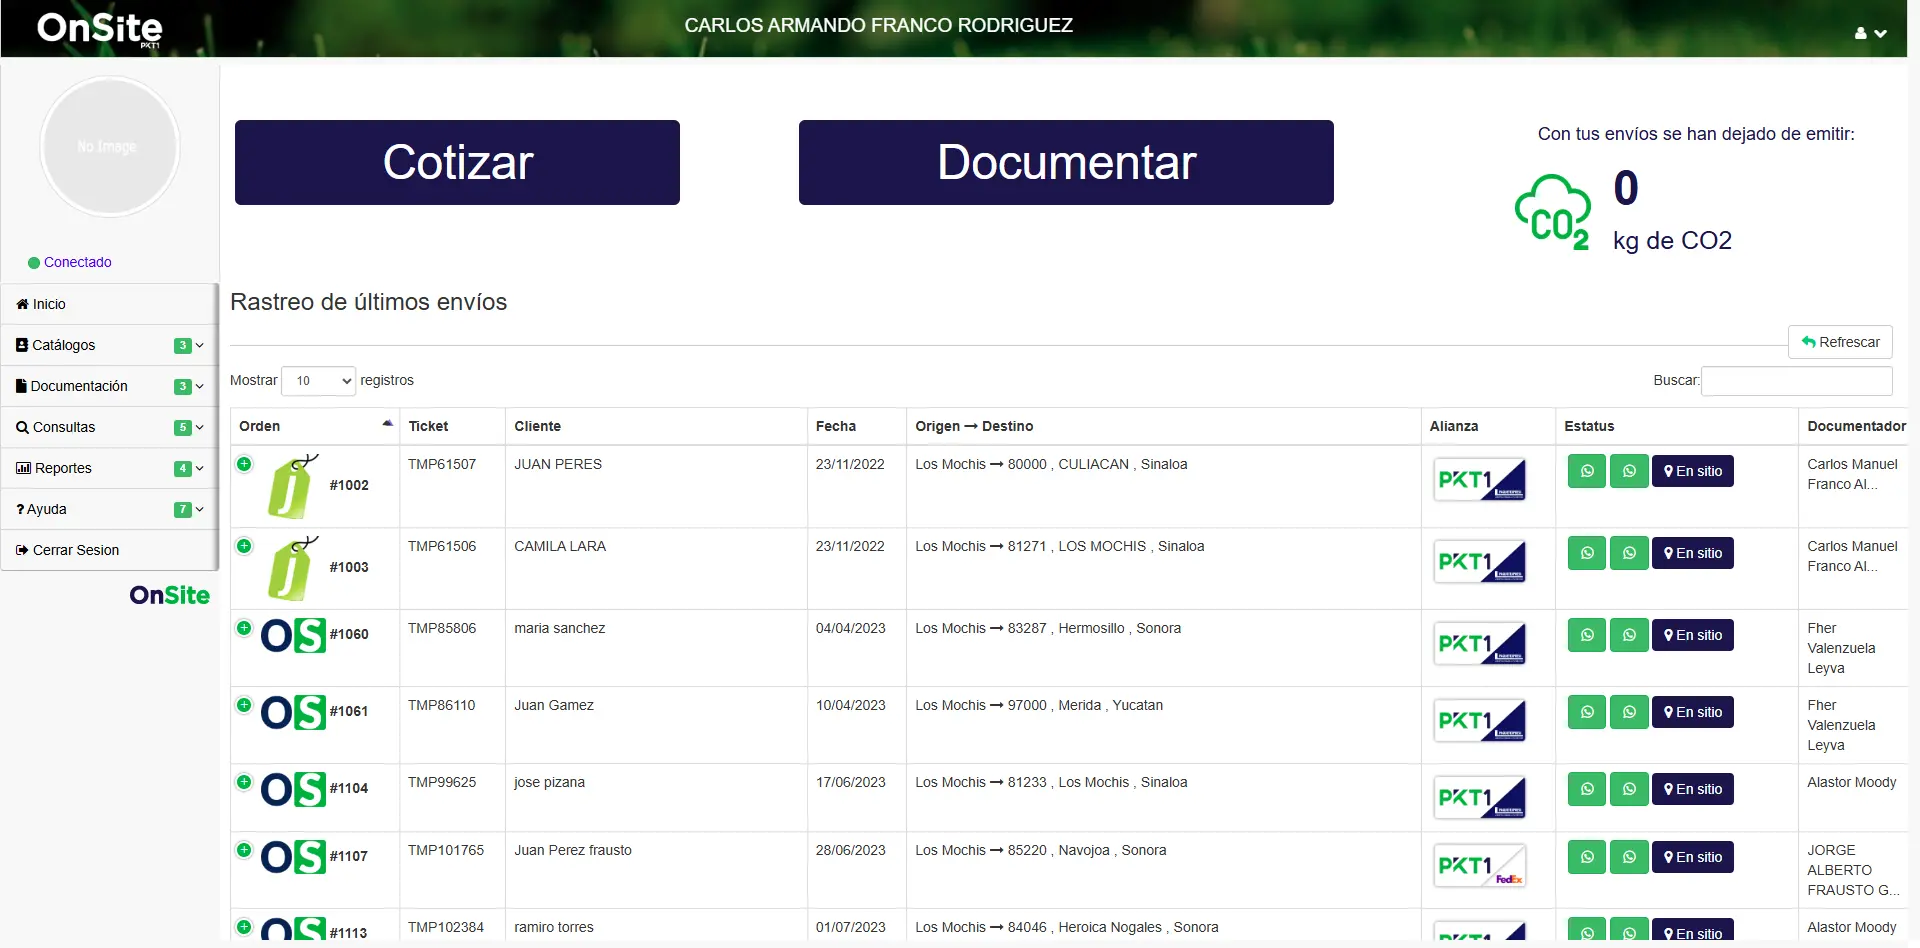 OnSite
PKT1
CARLOS ARMANDO FRANCO RODRIGUEZ
No Image
Conectado
Inicio
Catálogos 3
Documentación 3
Consultas 5
Reportes 4
? Ayuda 7
Cerrar Sesion
OnSite
Cotizar
Documentar
Con tus envíos se han dejado de emitir:
CO2
0
kg de CO2
Rastreo de últimos envíos
Refrescar
Mostrar 10 registros
Buscar:
Orden Ticket Cliente Fecha Origen → Destino Alianza Estatus Documentador
j #1002 TMP61507 JUAN PERES 23/11/2022 Los Mochis → 80000 , CULIACAN , Sinaloa PKT1 En sitio Carlos Manuel
Franco Al...
j #1003 TMP61506 CAMILA LARA 23/11/2022 Los Mochis → 81271 , LOS MOCHIS , Sinaloa PKT1 En sitio Carlos Manuel
Franco Al...
OS #1060 TMP85806 maria sanchez 04/04/2023 Los Mochis → 83287 , Hermosillo , Sonora PKT1 En sitio Fher
Valenzuela
Leyva
OS #1061 TMP86110 Juan Gamez 10/04/2023 Los Mochis → 97000 , Merida , Yucatan PKT1 En sitio Fher
Valenzuela
Leyva
OS #1104 TMP99625 jose pizana 17/06/2023 Los Mochis → 81233 , Los Mochis , Sinaloa PKT1 En sitio Alastor Moody
OS #1107 TMP101765 Juan Perez frausto 28/06/2023 Los Mochis → 85220 , Navojoa , Sonora PKT1 FedEx En sitio JORGE
ALBERTO
FRAUSTO G...
OS #1113 TMP102384 ramiro torres 01/07/2023 Los Mochis → 84046 , Heroica Nogales , Sonora PKT1 En sitio Alastor Moody